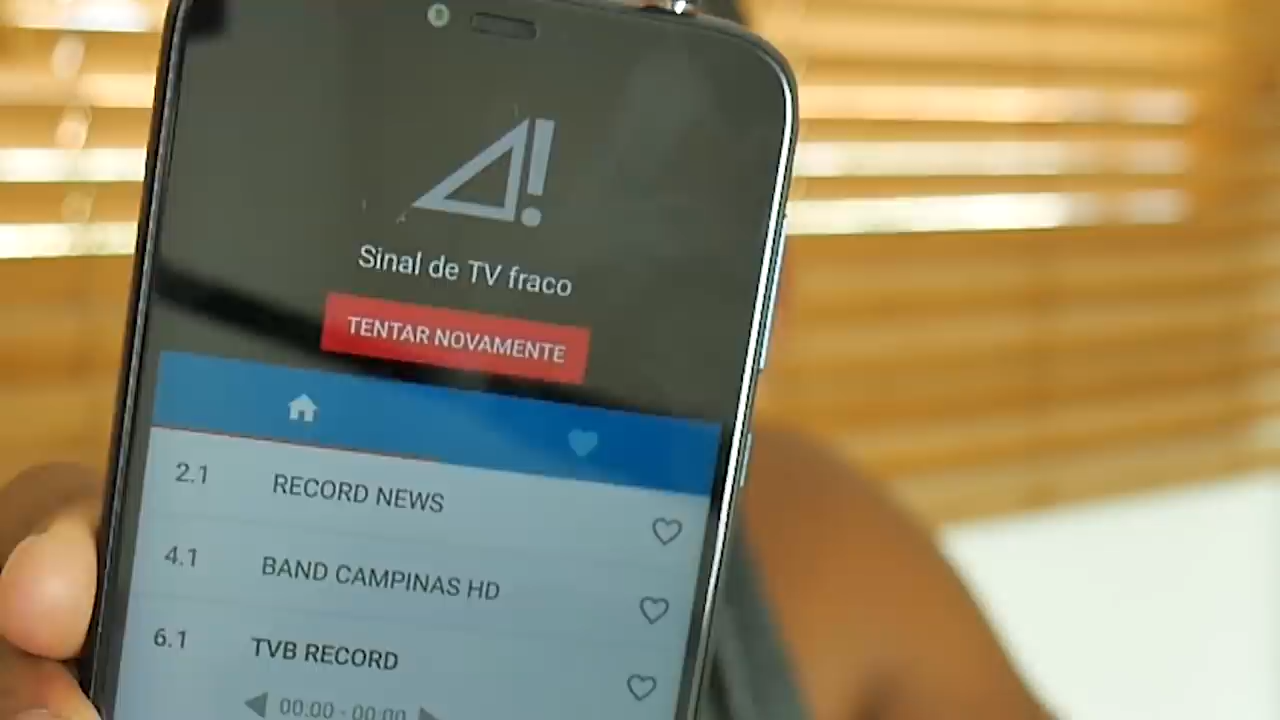 Sinal de TV fraco
TENTAR NOVAMENTE
2.1 RECORD NEWS
4.1 BAND CAMPINAS HD
6.1 TVB RECORD
00.00 - 00.00